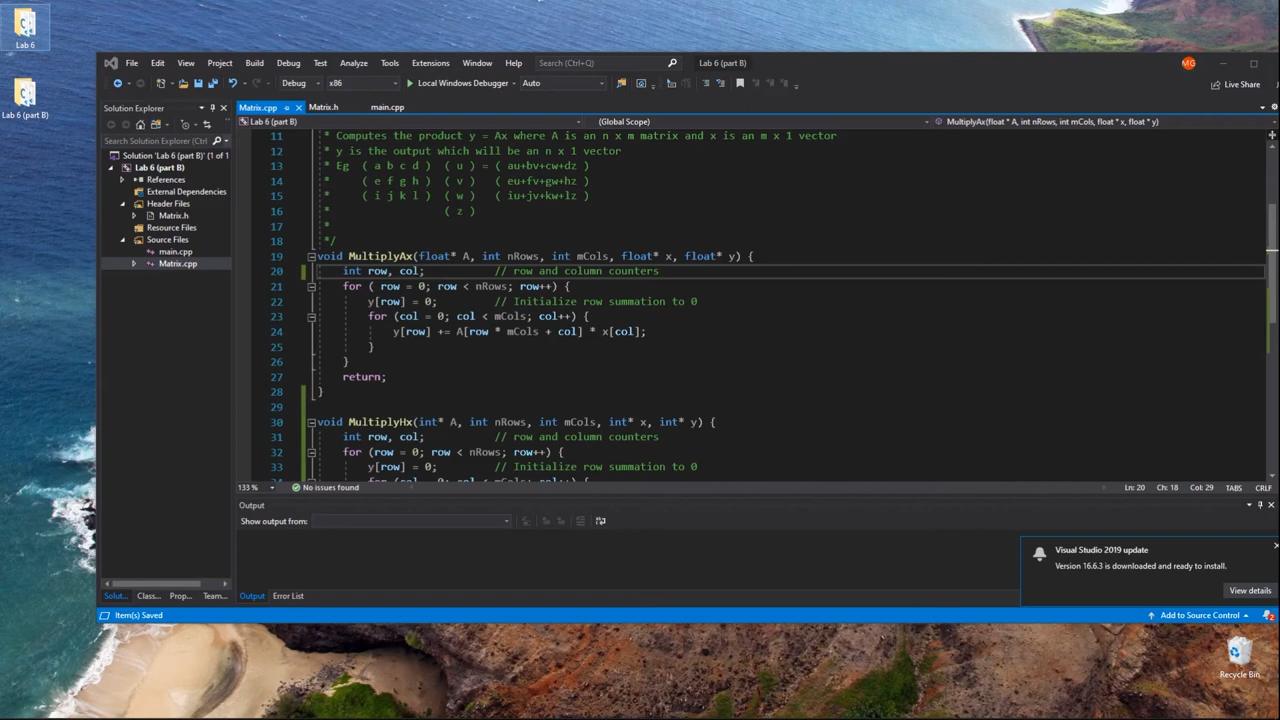 Lab 6
Lab 6 (part B)
File Edit View Project Build Debug Test Analyze Tools Extensions Window Help Search (Ctrl+Q) Lab 6 (part B) MG
Debug x86 Local Windows Debugger Auto Live Share
Solution Explorer
Search Solution Explorer (Ctrl
Solution 'Lab 6 (part B)' (1 of 1
Lab 6 (part B)
References
External Dependencies
Header Files
Matrix.h
Resource Files
Source Files
main.cpp
Matrix.cpp
Solut... Class... Prop... Team...
Matrix.cpp Matrix.h main.cpp
Lab 6 (part B) (Global Scope) MultiplyAx(float * A, int nRows, int mCols, float * x, float * y)
11 * Computes the product y = Ax where A is an n x m matrix and x is an m x 1 vector
12 * y is the output which will be an n x 1 vector
13 * Eg ( a b c d ) ( u ) = ( au+bv+cw+dz )
14 * ( e f g h ) ( v ) ( eu+fv+gw+hz )
15 * ( i j k l ) ( w ) ( iu+jv+kw+lz )
16 * ( z )
17 *
18 */
19 void MultiplyAx(float* A, int nRows, int mCols, float* x, float* y) {
20 int row, col; // row and column counters
21 for ( row = 0; row < nRows; row++) {
22 y[row] = 0; // Initialize row summation to 0
23 for (col = 0; col < mCols; col++) {
24 y[row] += A[row * mCols + col] * x[col];
25 }
26 }
27 return;
28 }
29
30 void MultiplyHx(int* A, int nRows, int mCols, int* x, int* y) {
31 int row, col; // row and column counters
32 for (row = 0; row < nRows; row++) {
33 y[row] = 0; // Initialize row summation to 0
133 % No issues found Ln: 20 Ch: 18 Col: 29 TABS CRLF
Output
Show output from:
Output Error List
Visual Studio 2019 update
Version 16.6.3 is downloaded and ready to install.
View details
Item(s) Saved Add to Source Control 2
Recycle Bin